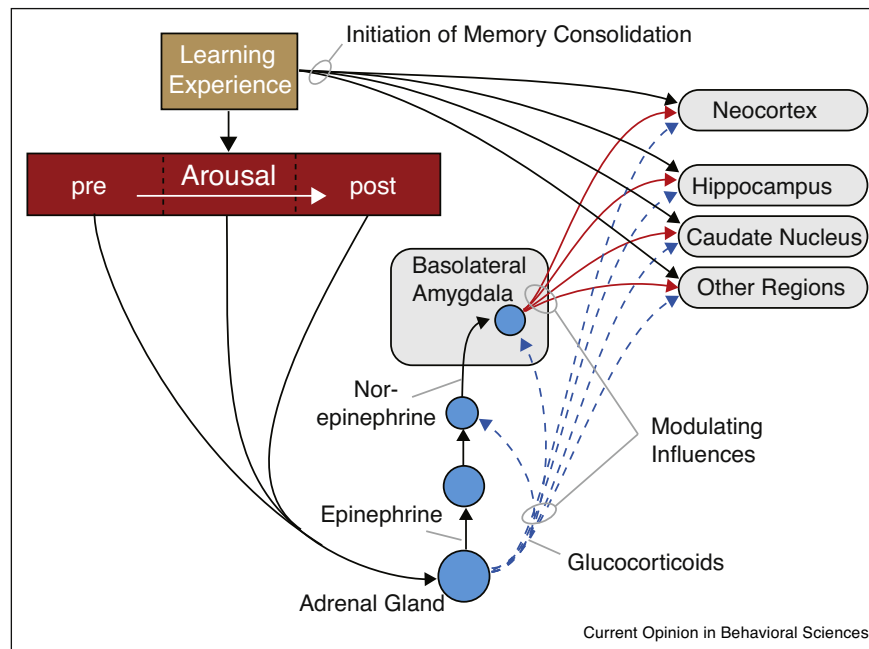 Initiation of Memory Consolidation
Learning
Experience
Neocortex
pre
Arousal
post
Hippocampus
Caudate Nucleus
Basolateral
Amygdala
Other Regions
Nor-
epinephrine
Modulating
Influences
Epinephrine
Glucocorticoids
Adrenal Gland
Current Opinion in Behavioral Sciences